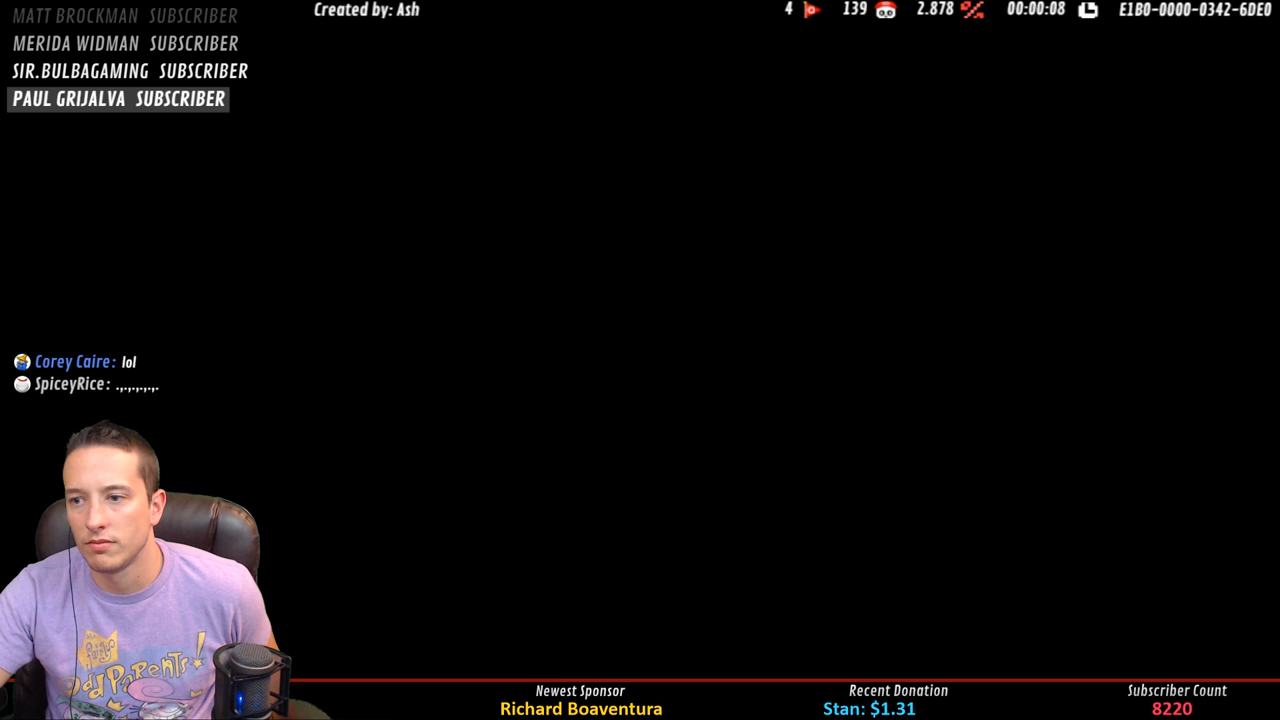 MATT BROCKMAN SUBSCRIBER
MERIDA WIDMAN SUBSCRIBER
SIR.BULBAGAMING SUBSCRIBER
PAUL GRIJALVA SUBSCRIBER
Created by: Ash
4 139 2.878 % 00:00:08 E1B0-0000-0342-6DE0
Corey Caire: lol
SpiceyRice: .,.,.,.,.,.
Odd Parents!
Newest Sponsor
Richard Boaventura
Recent Donation
Stan: $1.31
Subscriber Count
8220